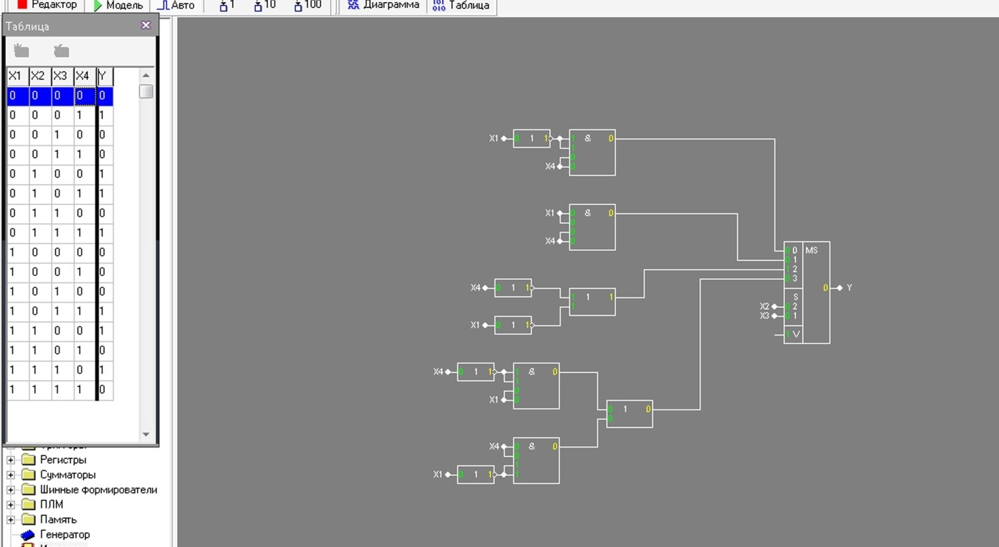 Редактор Модель Авто 1 10 100 Диаграмма Таблица
Таблица
X1 X2 X3 X4 Y
0 0 0 0 0
0 0 0 1 1
0 0 1 0 0
0 0 1 1 0
0 1 0 0 1
0 1 0 1 1
0 1 1 0 0
0 1 1 1 1
1 0 0 0 0
1 0 0 1 0
1 0 1 0 0
1 0 1 1 1
1 1 0 0 1
1 1 0 1 0
1 1 1 0 1
1 1 1 1 0
Регистры
Сумматоры
Шинные формирователи
ПЛМ
Память
Генератор
X1 0 1 1 1 & 0
1
0
X4 0
X1 0 & 0
0
0
X4 0
0 0 MS
0 1
1 2
0 3
X4 0 1 1 1 1 1
1
X1 0 1 1
0 Y
S
X2 0 2
X3 0 1
1 V
X4 0 1 1 1 & 0
1
0
X1 0
0 1 0
0
X4 0 & 0
0
1
X1 0 1 1 1